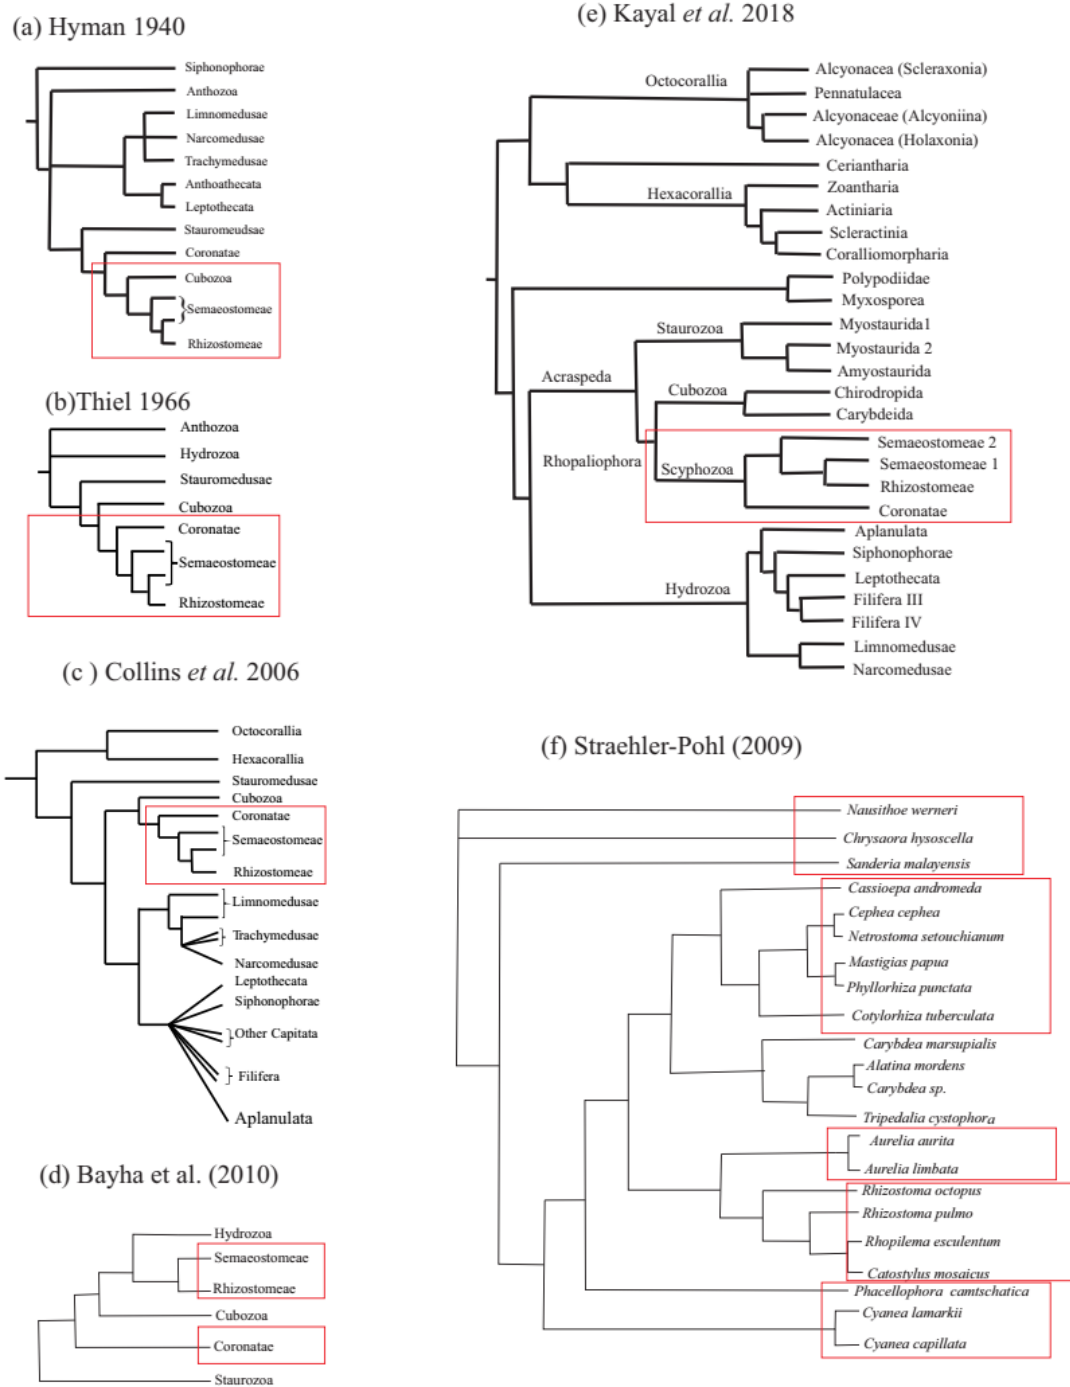 (a) Hyman 1940
Siphonophorae
Anthozoa
Limnomedusae
Narcomedusae
Trachymedusae
Anthoathecata
Leptothecata
Stauromeudsae
Coronatae
Cubozoa
Semaeostomeae
Rhizostomeae
(b)Thiel 1966
Anthozoa
Hydrozoa
Stauromedusae
Cubozoa
Coronatae
Semaeostomeae
Rhizostomeae
(c ) Collins et al. 2006
Octocorallia
Hexacorallia
Stauromedusae
Cubozoa
Coronatae
Semaeostomeae
Rhizostomeae
Limnomedusae
Trachymedusae
Narcomedusae
Leptothecata
Siphonophorae
Other Capitata
Filifera
Aplanulata
(d) Bayha et al. (2010)
Hydrozoa
Semaeostomeae
Rhizostomeae
Cubozoa
Coronatae
Staurozoa
(e) Kayal et al. 2018
Octocorallia
Alcyonacea (Scleraxonia)
Pennatulacea
Alcyonaceae (Alcyoniina)
Alcyonacea (Holaxonia)
Ceriantharia
Hexacorallia
Zoantharia
Actiniaria
Scleractinia
Coralliomorpharia
Polypodiidae
Myxosporea
Acraspeda
Staurozoa
Myostaurida1
Myostaurida 2
Amyostaurida
Rhopaliophora
Cubozoa
Chirodropida
Carybdeida
Scyphozoa
Semaeostomeae 2
Semaeostomeae 1
Rhizostomeae
Coronatae
Hydrozoa
Aplanulata
Siphonophorae
Leptothecata
Filifera III
Filifera IV
Limnomedusae
Narcomedusae
(f) Straehler-Pohl (2009)
Nausithoe werneri
Chrysaora hysoscella
Sanderia malayensis
Cassioepa andromeda
Cephea cephea
Netrostoma setouchianum
Mastigias papua
Phyllorhiza punctata
Cotylorhiza tuberculata
Carybdea marsupialis
Alatina mordens
Carybdea sp.
Tripedalia cystophora
Aurelia aurita
Aurelia limbata
Rhizostoma octopus
Rhizostoma pulmo
Rhopilema esculentum
Catostylus mosaicus
Phacellophora camtschatica
Cyanea lamarkii
Cyanea capillata